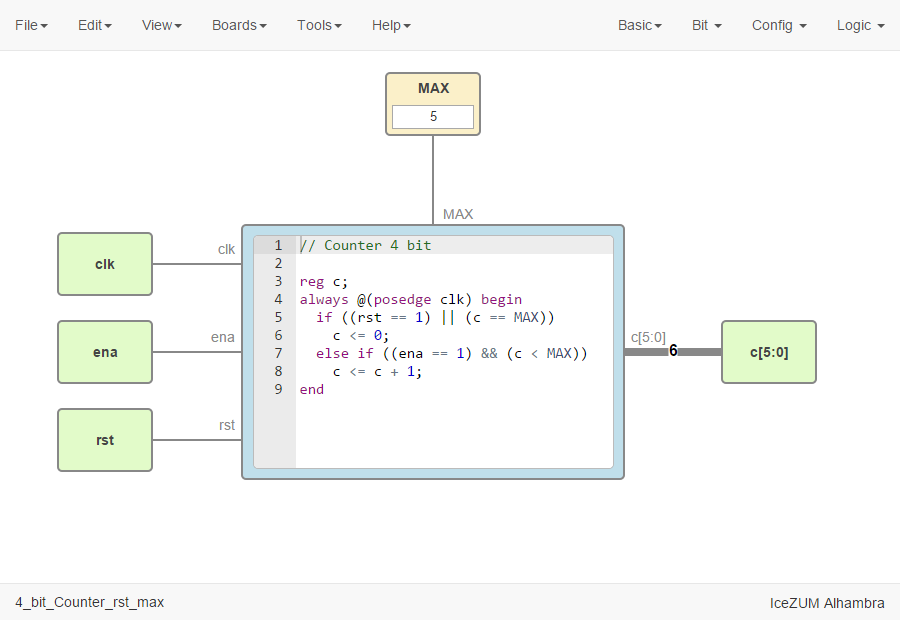 File Edit View Boards Tools Help Basic Bit Config Logic
MAX
5
MAX
clk
clk
ena
ena
rst
rst
1 // Counter 4 bit
2
3 reg c;
4 always @(posedge clk) begin
5 if ((rst == 1) || (c == MAX))
6 c <= 0;
7 else if ((ena == 1) && (c < MAX))
8 c <= c + 1;
9 end
c[5:0]
6
c[5:0]
4_bit_Counter_rst_max
IceZUM Alhambra